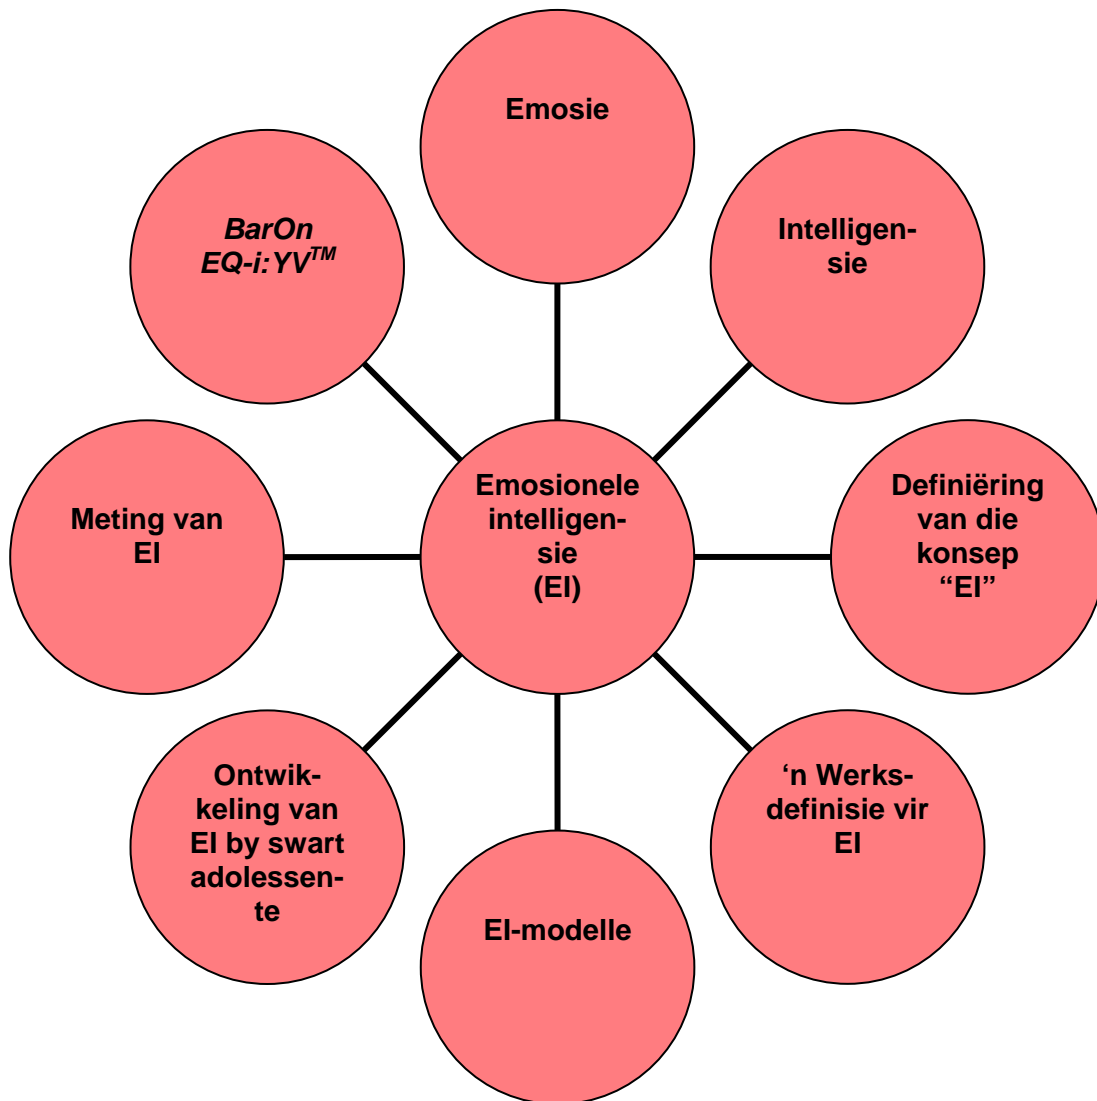 Emosie
Intelligen-
sie
BarOn
EQ-i:YV™
Emosionele
intelligen-
sie
(EI)
Definiëring
van die
konsep
“EI”
Meting van
EI
‘n Werks-
definisie vir
EI
Ontwik-
keling van
EI by swart
adolessen-
te
EI-modelle